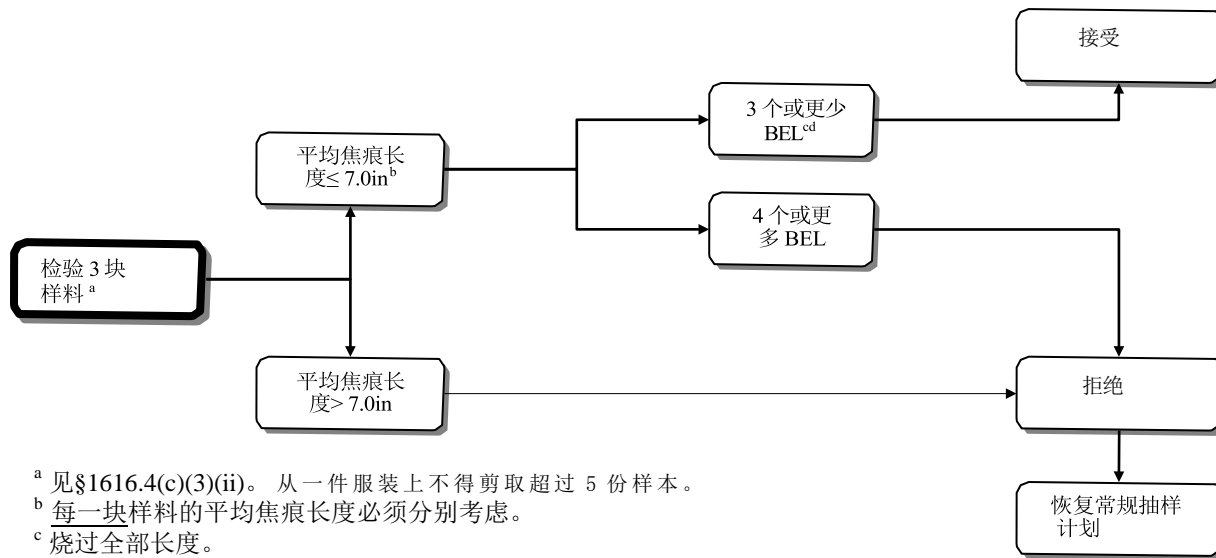 接受
3 个或更少
BELcd
平均焦痕长
度≤ 7.0inb
4 个或更
多 BEL
检验 3 块
样料 a
平均焦痕长
度> 7.0in
拒绝
a 见§1616.4(c)(3)(ii)。 从一件服装上不得剪取超过 5 份样本。
b 每一块样料的平均焦痕长度必须分别考虑。
c 烧过全部长度。
恢复常规抽样
计划